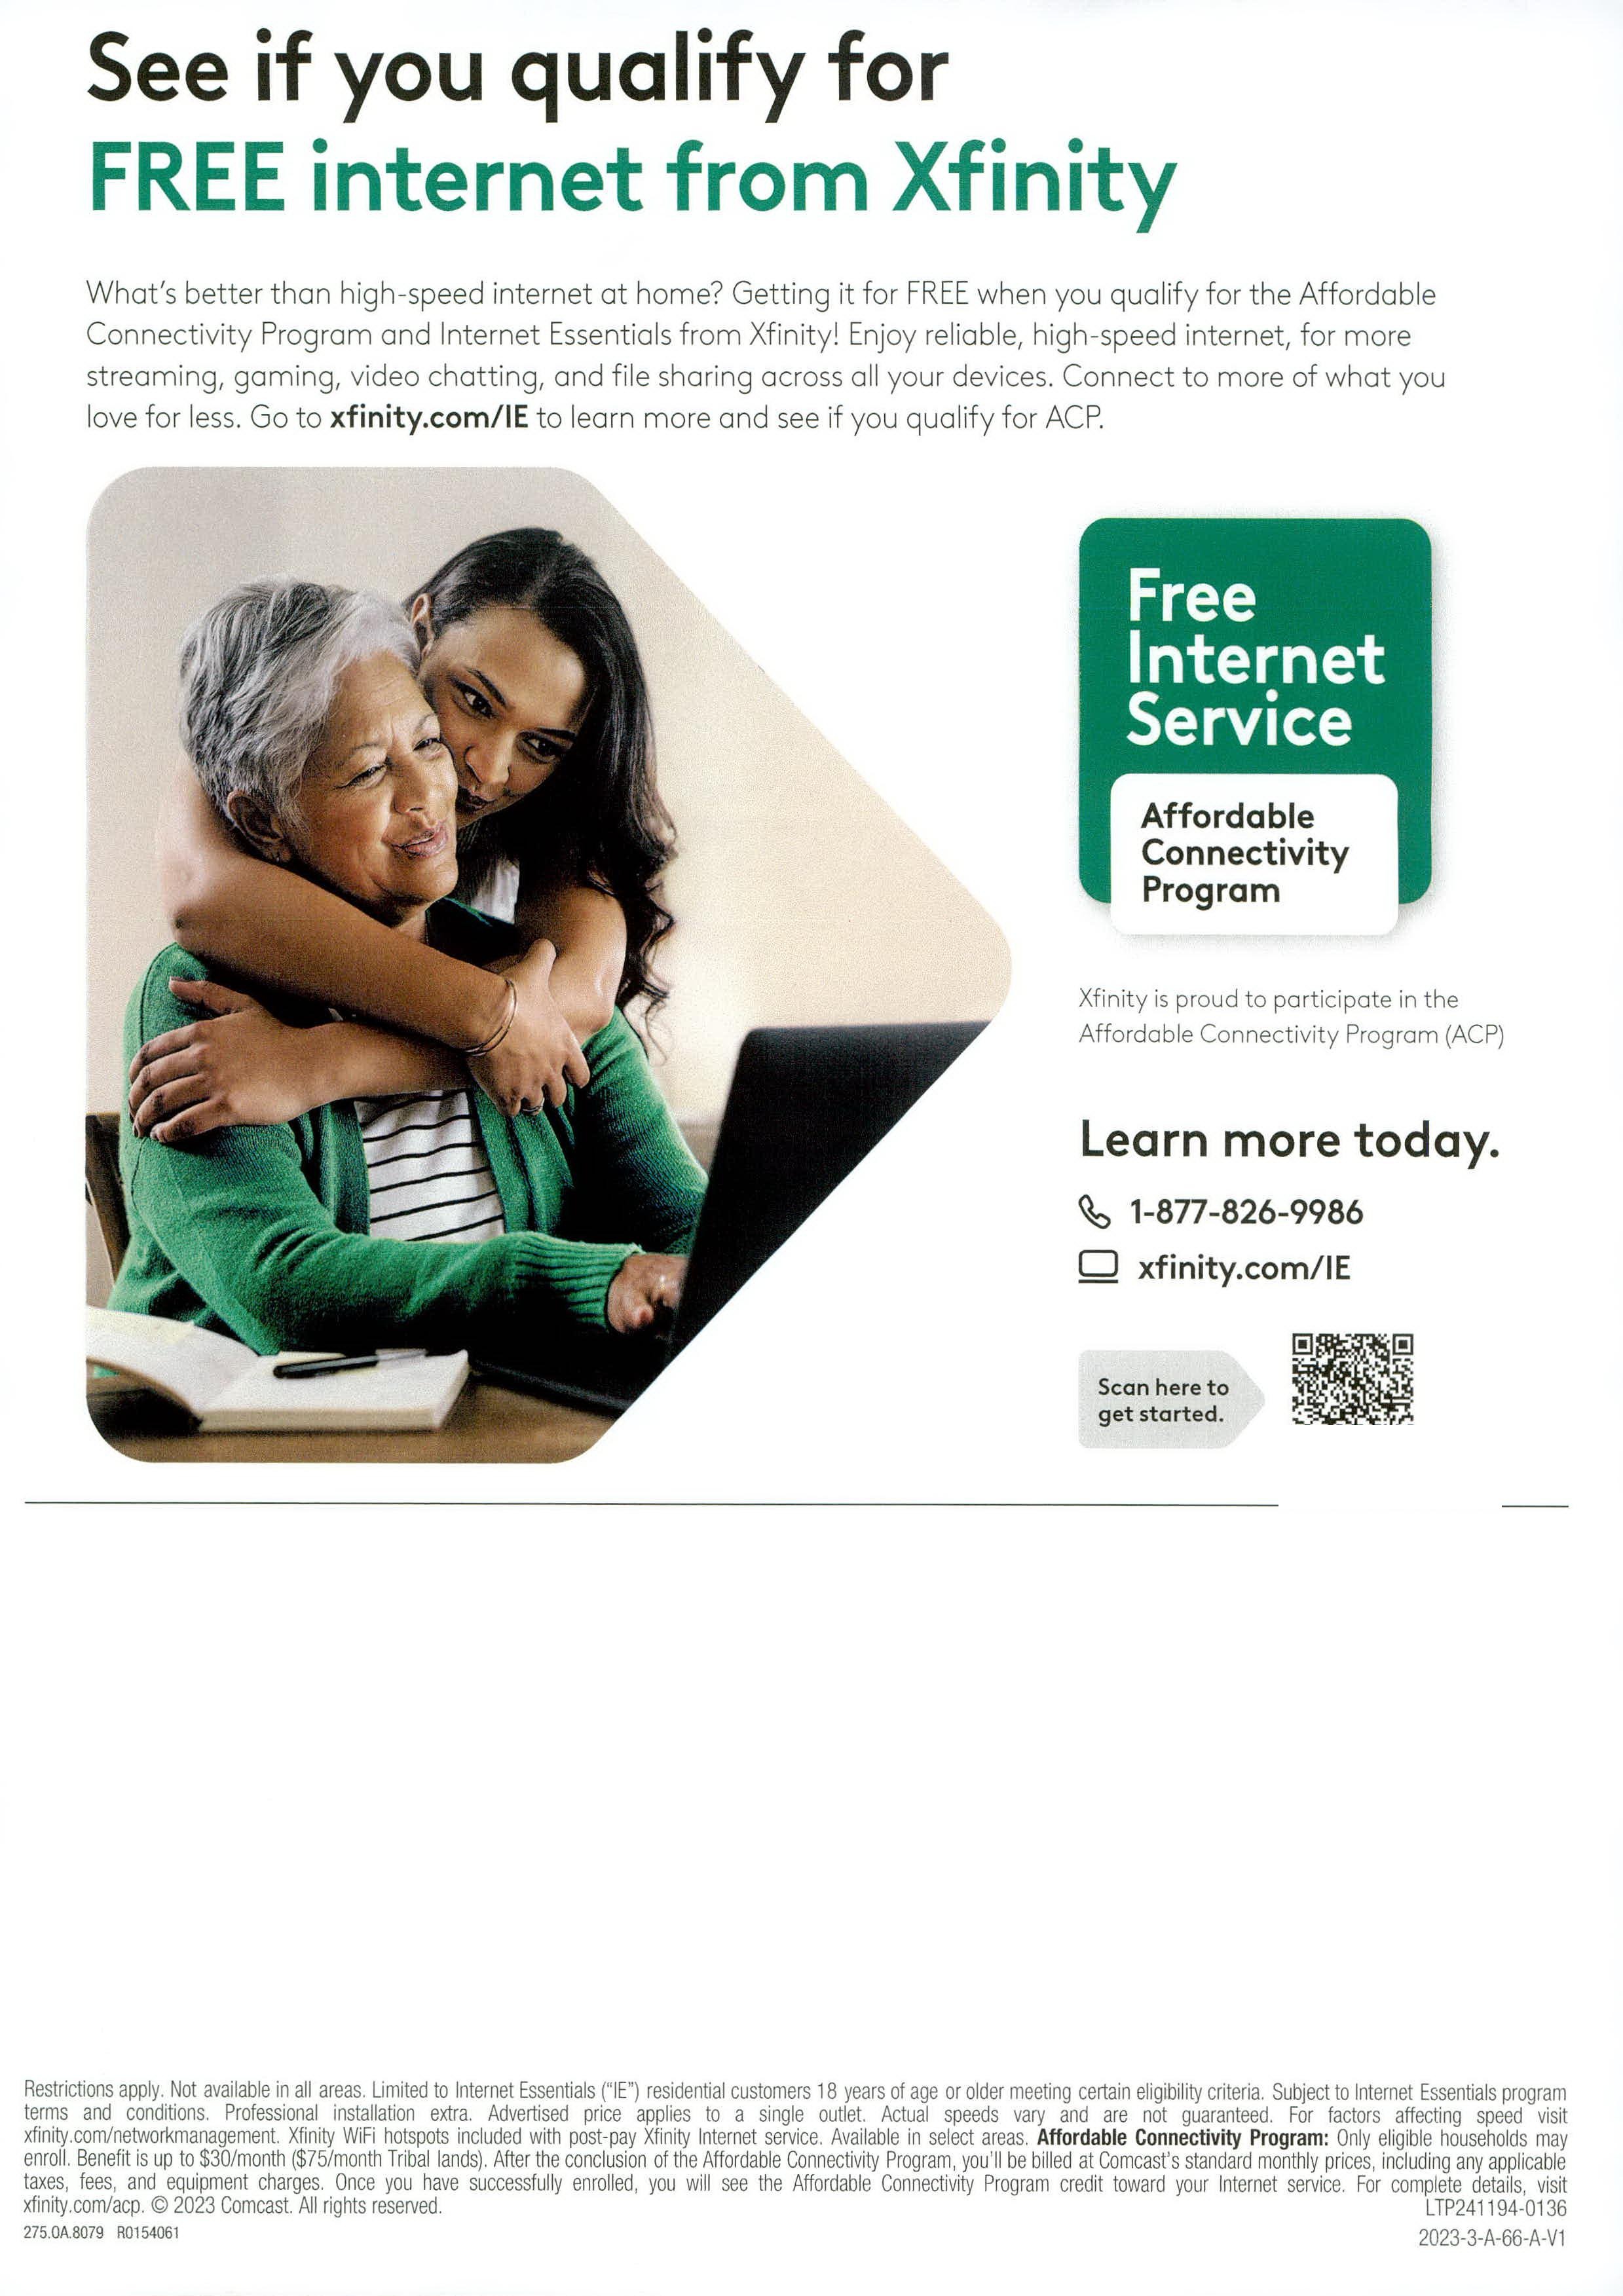 See if you qualify for
FREE internet from Xfinity
What's better than high-speed internet at home? Getting it for FREE when you qualify for the Affordable
Connectivity Program and Internet Essentials from Xfinity! Enjoy reliable, high-speed internet, for more
streaming, gaming, video chatting, and file sharing across all your devices. Connect to more of what you
love for less. Go to xfinity.com/IE to learn more and see if you qualify for ACP.
Free
Internet
Service
Affordable
Connectivity
Program
Xfinity is proud to participate in the
Affordable Connectivity Program (ACP)
Learn more today.
1-877-826-9986
xfinity.com/IE
Scan here to
get started.
Restrictions apply. Not available in all areas. Limited to Internet Essentials (“IE”) residential customers 18 years of age or older meeting certain eligibility criteria. Subject to Internet Essentials program
terms and conditions. Professional installation extra. Advertised price applies to a single outlet. Actual speeds vary and are not guaranteed. For factors affecting speed visit
xfinity.com/networkmanagement. Xfinity WiFi hotspots included with post-pay Xfinity Internet service. Available in select areas. Affordable Connectivity Program: Only eligible households may
enroll. Benefit is up to $30/month ($75/month Tribal lands). After the conclusion of the Affordable Connectivity Program, you'll be billed at Comcast's standard monthly prices, including any applicable
taxes, fees, and equipment charges. Once you have successfully enrolled, you will see the Affordable Connectivity Program credit toward your Internet service. For complete details, visit
xfinity.com/acp. © 2023 Comcast. All rights reserved.
LTP241194-0136
275.OA.8079 R0154061
2023-3-A-66-A-V1